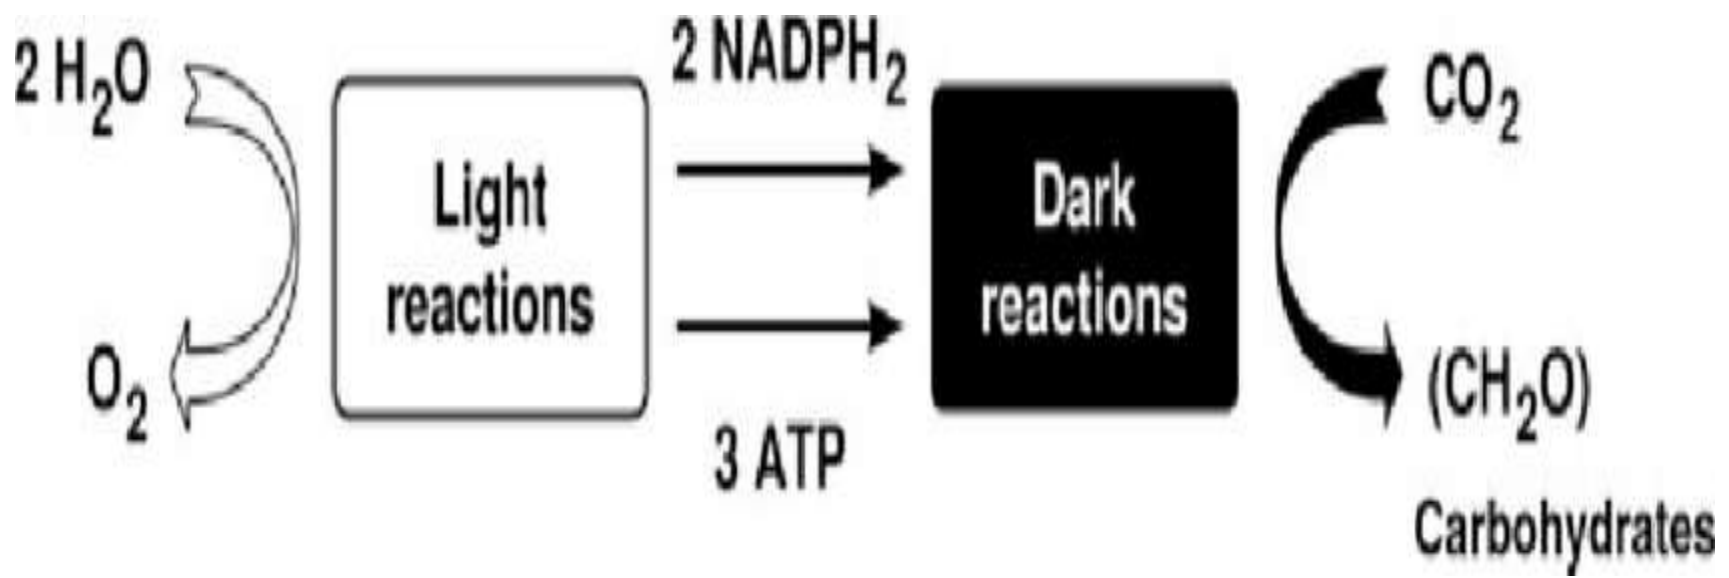 2 H₂O
O₂
Light
reactions
2 NADPH₂
3 ATP
Dark
reactions
CO₂
(CH₂O)
Carbohydrates